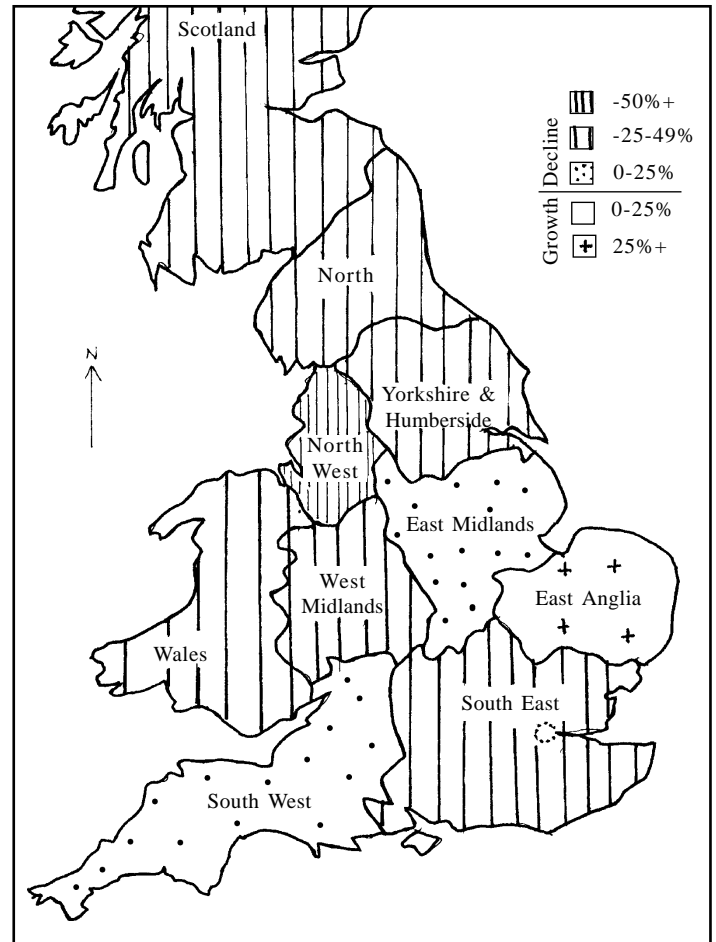 Scotland
-50%+
-25-49%
0-25%
0-25%
25%+
Decline
Growth
North
N
Yorkshire &
Humberside
North
West
East Midlands
West
Midlands
East Anglia
Wales
South East
South West